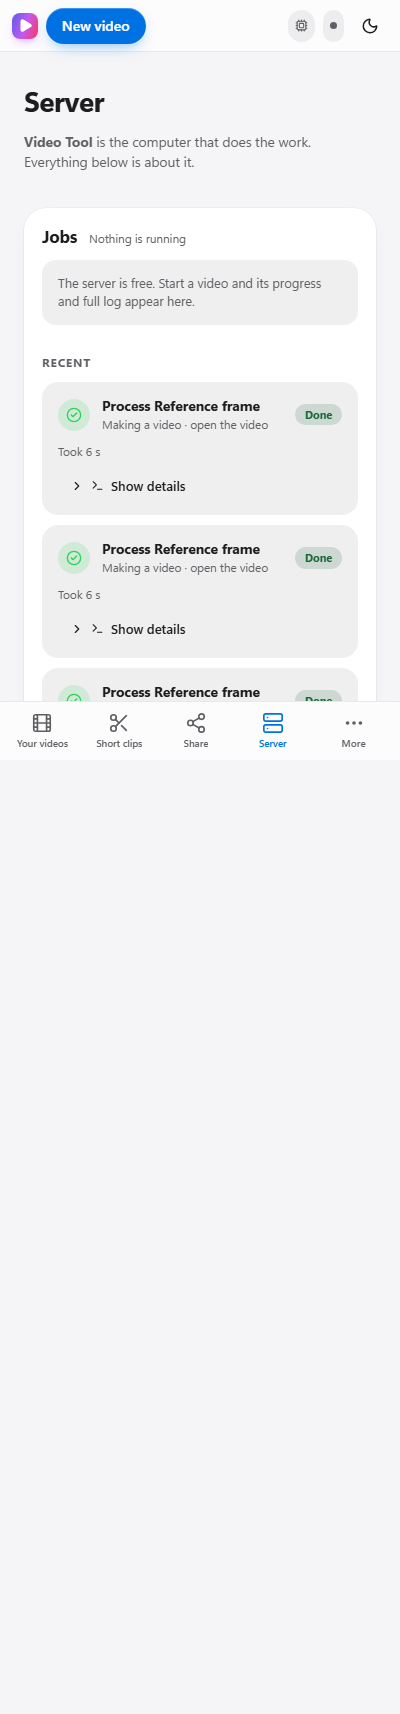 New video
Server
Video Tool is the computer that does the work.
Everything below is about it.
Jobs Nothing is running
The server is free. Start a video and its progress
and full log appear here.
RECENT
Process Reference frame
Making a video · open the video
Done
Took 6 s
Show details
Process Reference frame
Making a video · open the video
Done
Took 6 s
Show details
Process Reference frame
Done
Your videos
Short clips
Share
Server
More